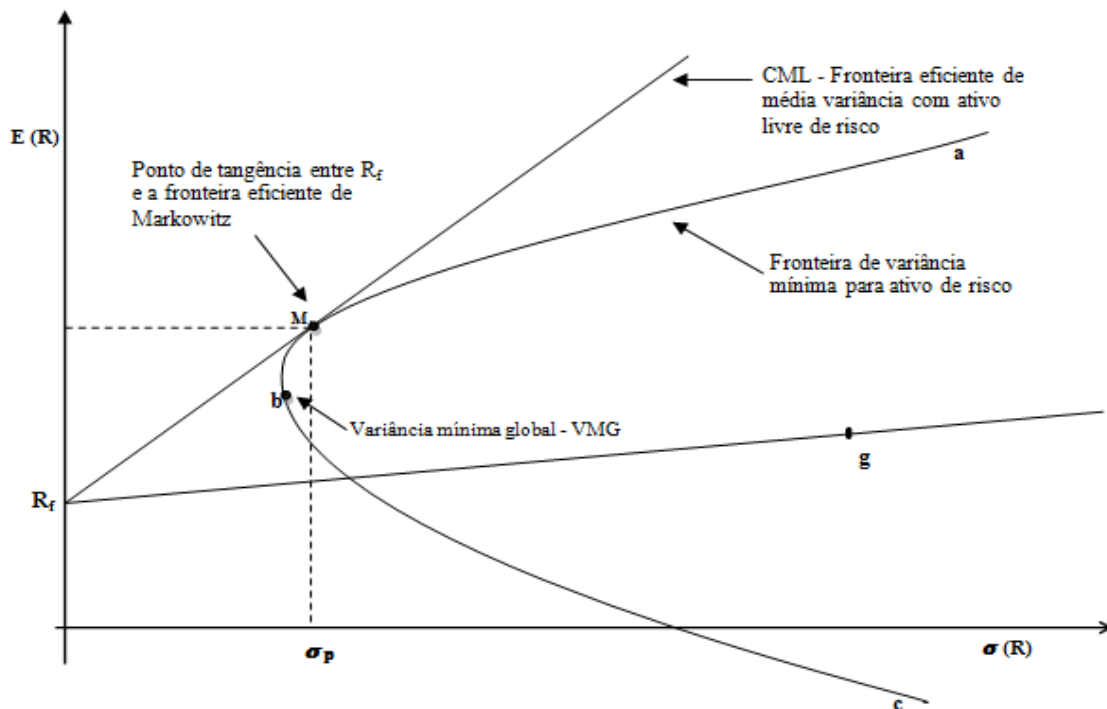 CML - Fronteira eficiente de
média variância com ativo
livre de risco
E (R)
a
Ponto de tangência entre Rf
e a fronteira eficiente de
Markowitz
Fronteira de variância
mínima para ativo de risco
M
b
Variância mínima global - VMG
g
Rf
σp
σ (R)
c